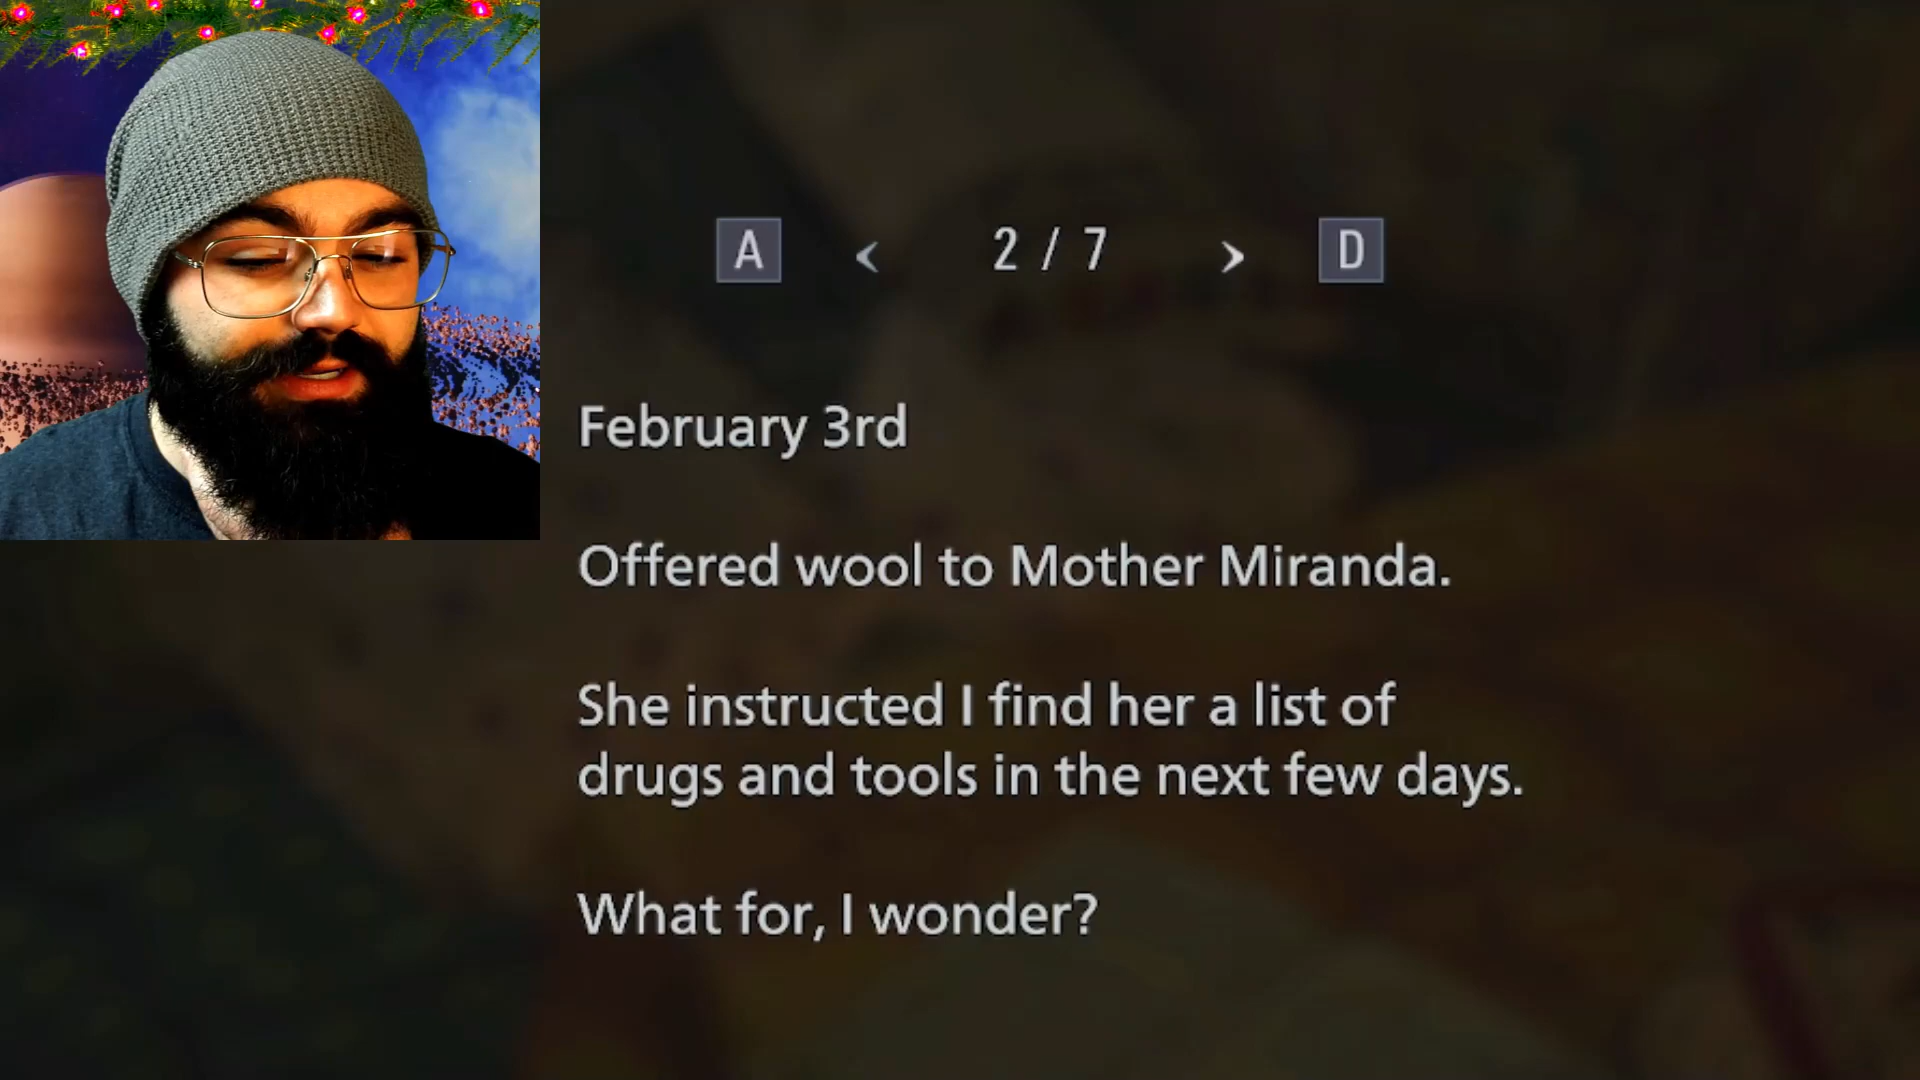 A < 2 / 7 > D
February 3rd
Offered wool to Mother Miranda.
She instructed I find her a list of
drugs and tools in the next few days.
What for, I wonder?